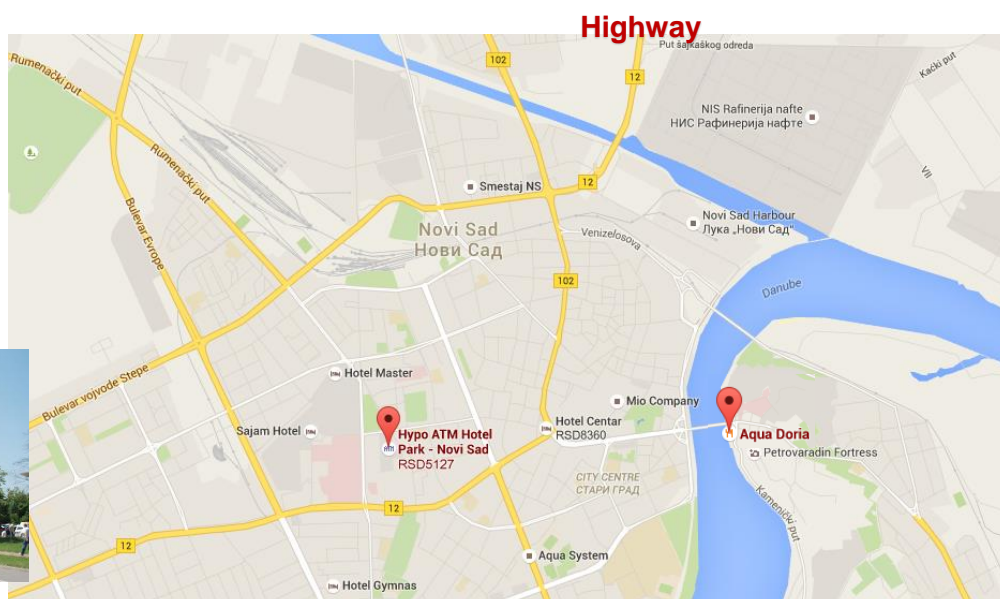 Highway
Put šajkaškog odreda
Rumenački put
102
Kaćki put
12
NIS Rafinerija nafte
НИС Рафинерија нафте
Rumenački put
VII
12
Smestaj NS
Bulevar Evrope
Novi Sad
Нови Сад
Novi Sad Harbour
Лука „Нови Сад"
Venizelosova
102
Danube
Hotel Master
Bulevar vojvode Stepe
Mio Company
Sajam Hotel
Hypo ATM Hotel
Park - Novi Sad
RSD5127
Hotel Centar
RSD8360
Aqua Doria
Petrovaradin Fortress
CITY CENTRE
СТАРИ ГРАД
Kamenički put
12
12
Aqua System
Hotel Gymnas